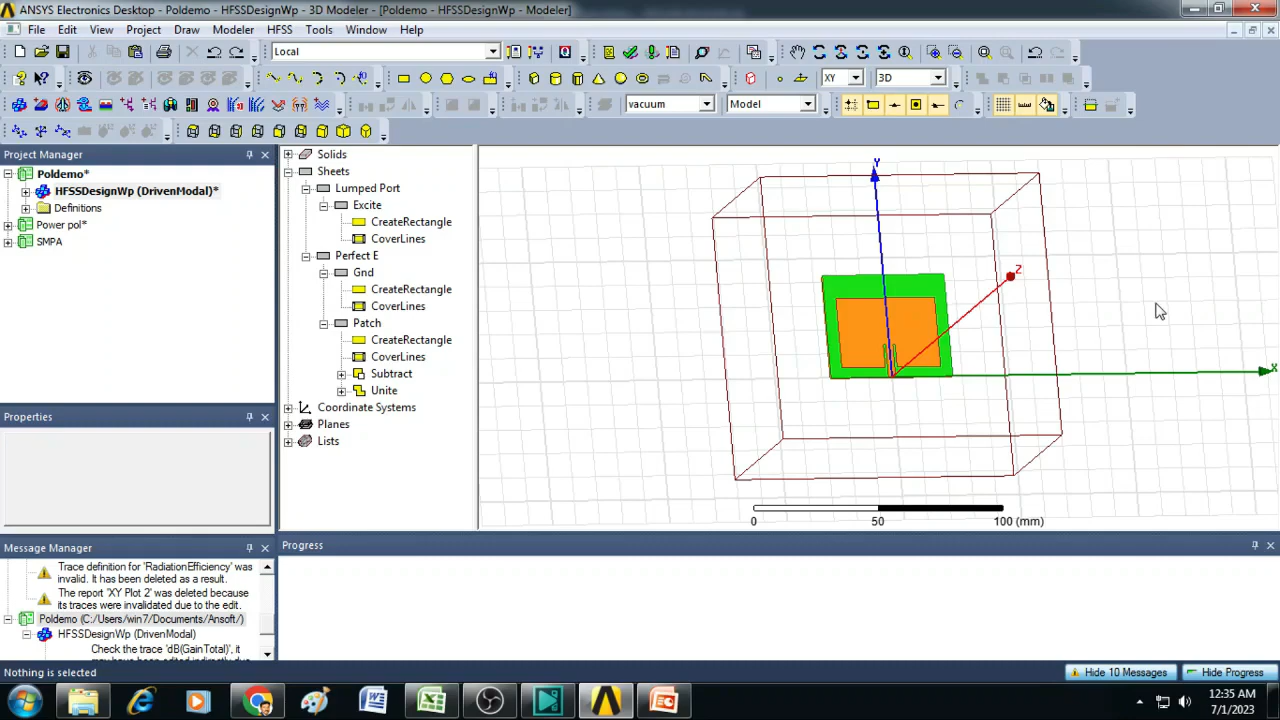 ANSYS Electronics Desktop - Poldemo - HFSSDesignWp - 3D Modeler - [Poldemo - HFSSDesignWp - Modeler]
File Edit View Project Draw Modeler HFSS Tools Window Help
Local
XY 3D
vacuum Model
Project Manager
Poldemo*
HFSSDesignWp (DrivenModal)*
Definitions
Power pol*
SMPA
Properties
Solids
Sheets
Lumped Port
Excite
CreateRectangle
CoverLines
Perfect E
Gnd
CreateRectangle
CoverLines
Patch
CreateRectangle
CoverLines
Subtract
Unite
Coordinate Systems
Planes
Lists
Y
Z
X
0 50 100 (mm)
Message Manager
Trace definition for 'RadiationEfficiency' was
invalid. It has been deleted as a result.
The report 'XY Plot 2' was deleted because
its traces were invalidated due to the edit.
Poldemo (C:/Users/win7/Documents/Ansoft/)
HFSSDesignWp (DrivenModal)
Check the trace 'dB(GainTotal)', it
Progress
Nothing is selected
Hide 10 Messages
Hide Progress
12:35 AM
7/1/2023